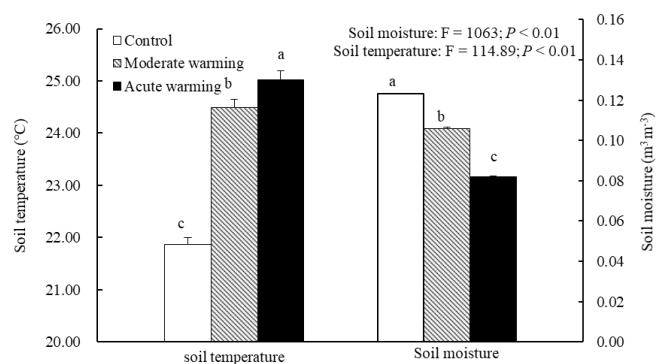 26.00
25.00
24.00
23.00
22.00
21.00
20.00
Soil temperature (°C)
Control
Moderate warming
Acute warming
Soil moisture: F = 1063; P < 0.01
Soil temperature: F = 114.89; P < 0.01
c
b
a
a
b
c
soil temperature
Soil moisture
0.16
0.14
0.12
0.10
0.08
0.06
0.04
0.02
0.00
Soil moisture (m³ m⁻³)